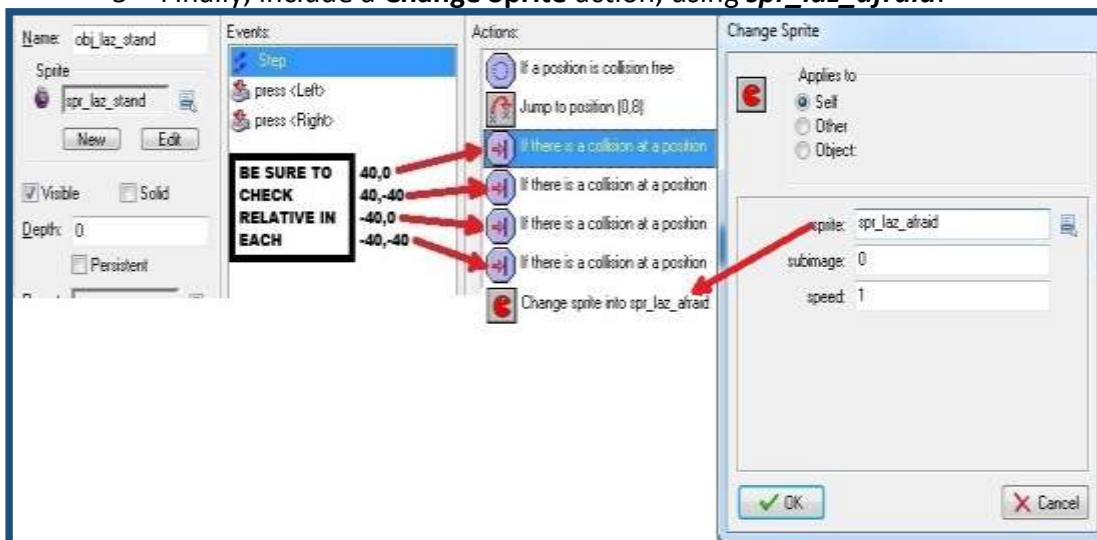 Finally, include a Change Sprite action, using spr_laz_afraid.
Name: obj_laz_stand
Sprite
spr_laz_stand
New Edit
Visible Solid
Depth: 0
Persistent
Events:
Step
press <Left>
press <Right>
BE SURE TO
CHECK
RELATIVE IN
EACH
40,0
40,-40
-40,0
-40,-40
Actions:
If a position is collision free
Jump to position (0,8)
If there is a collision at a position
If there is a collision at a position
If there is a collision at a position
If there is a collision at a position
Change sprite into spr_laz_afraid
Change Sprite
Applies to
Self
Other
Object:
sprite: spr_laz_afraid
subimage: 0
speed: 1
OK Cancel